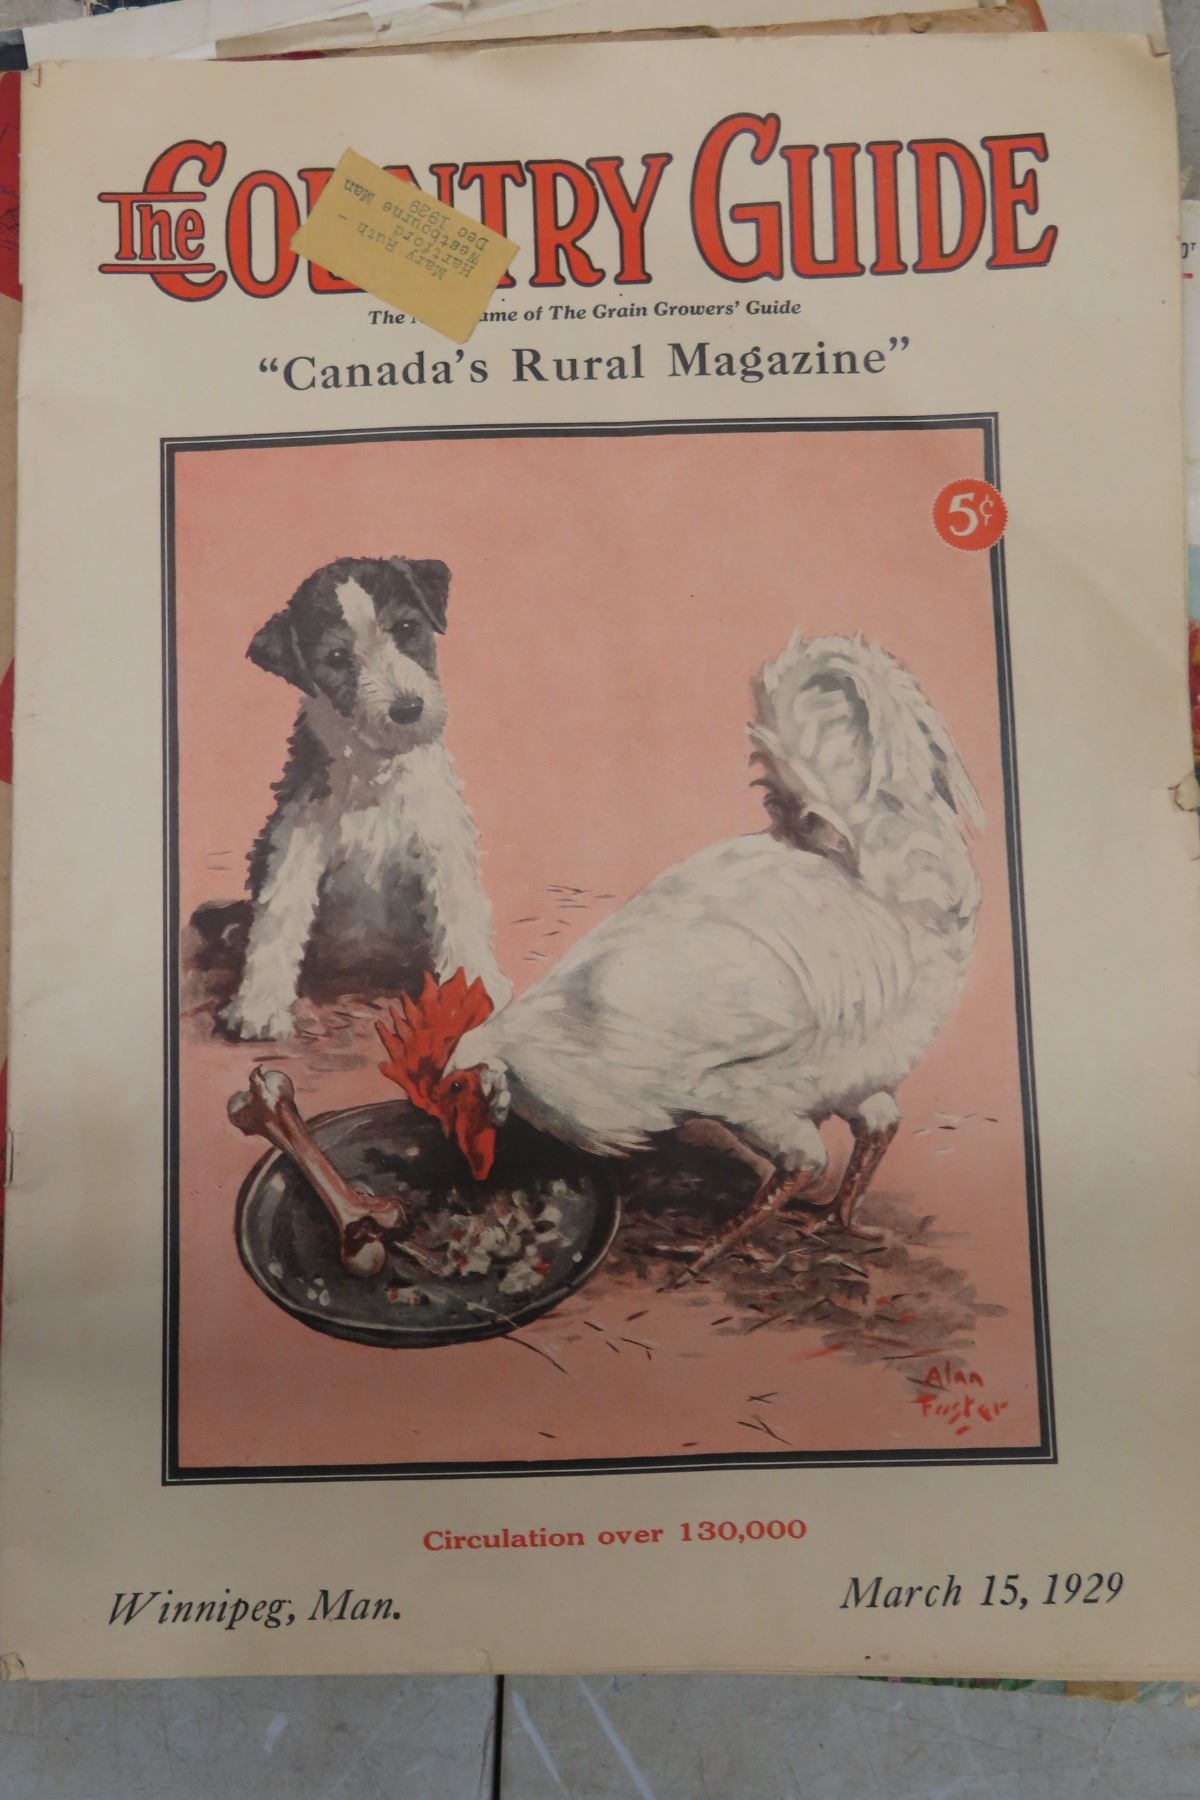 The COUNTRY GUIDE
Mary Ruth -
Hartford
Westbourne Man
Dec 1929
The ame of The Grain Growers' Guide
"Canada's Rural Magazine"
5¢
Alan
Foster
Circulation over 130,000
Winnipeg, Man.
March 15, 1929